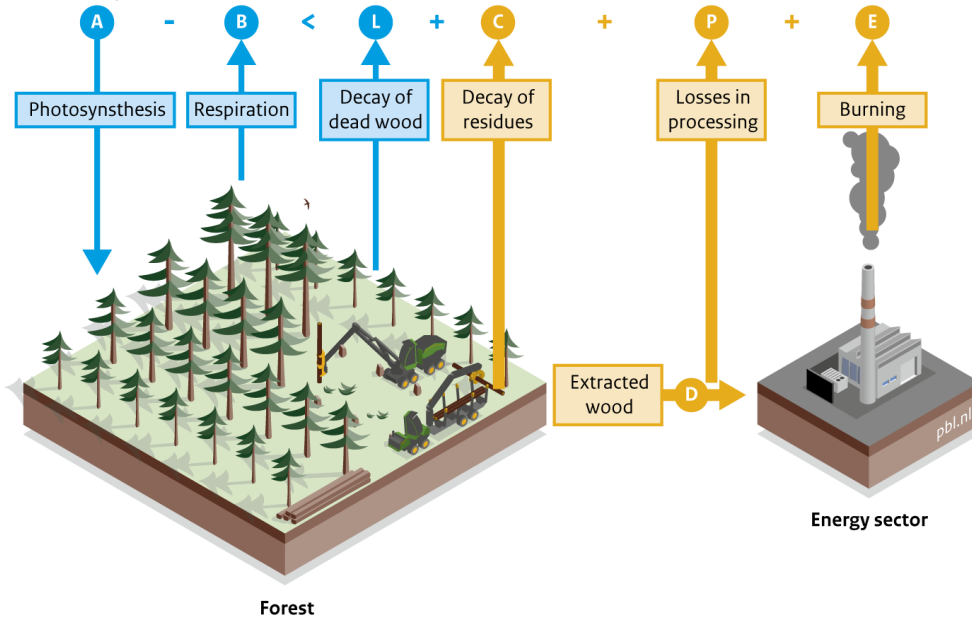 A - B < L + C + P + E
Photosynsthesis
Respiration
Decay of
dead wood
Decay of
residues
Losses in
processing
Burning
Extracted
wood
D
pbl.nl
Energy sector
Forest